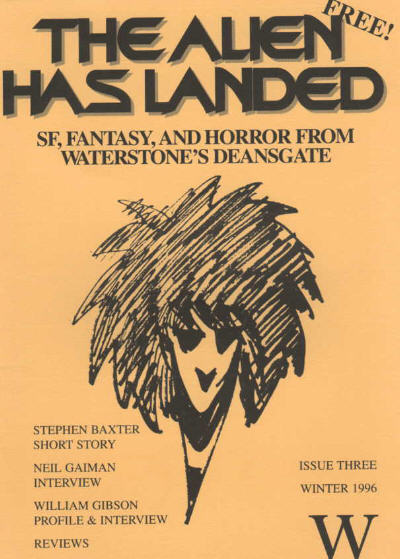 FREE!
THE ALIEN
HAS LANDED
SF, FANTASY, AND HORROR FROM
WATERSTONE'S DEANSGATE
STEPHEN BAXTER
SHORT STORY
NEIL GAIMAN
INTERVIEW
WILLIAM GIBSON
PROFILE & INTERVIEW
REVIEWS
ISSUE THREE
WINTER 1996
W